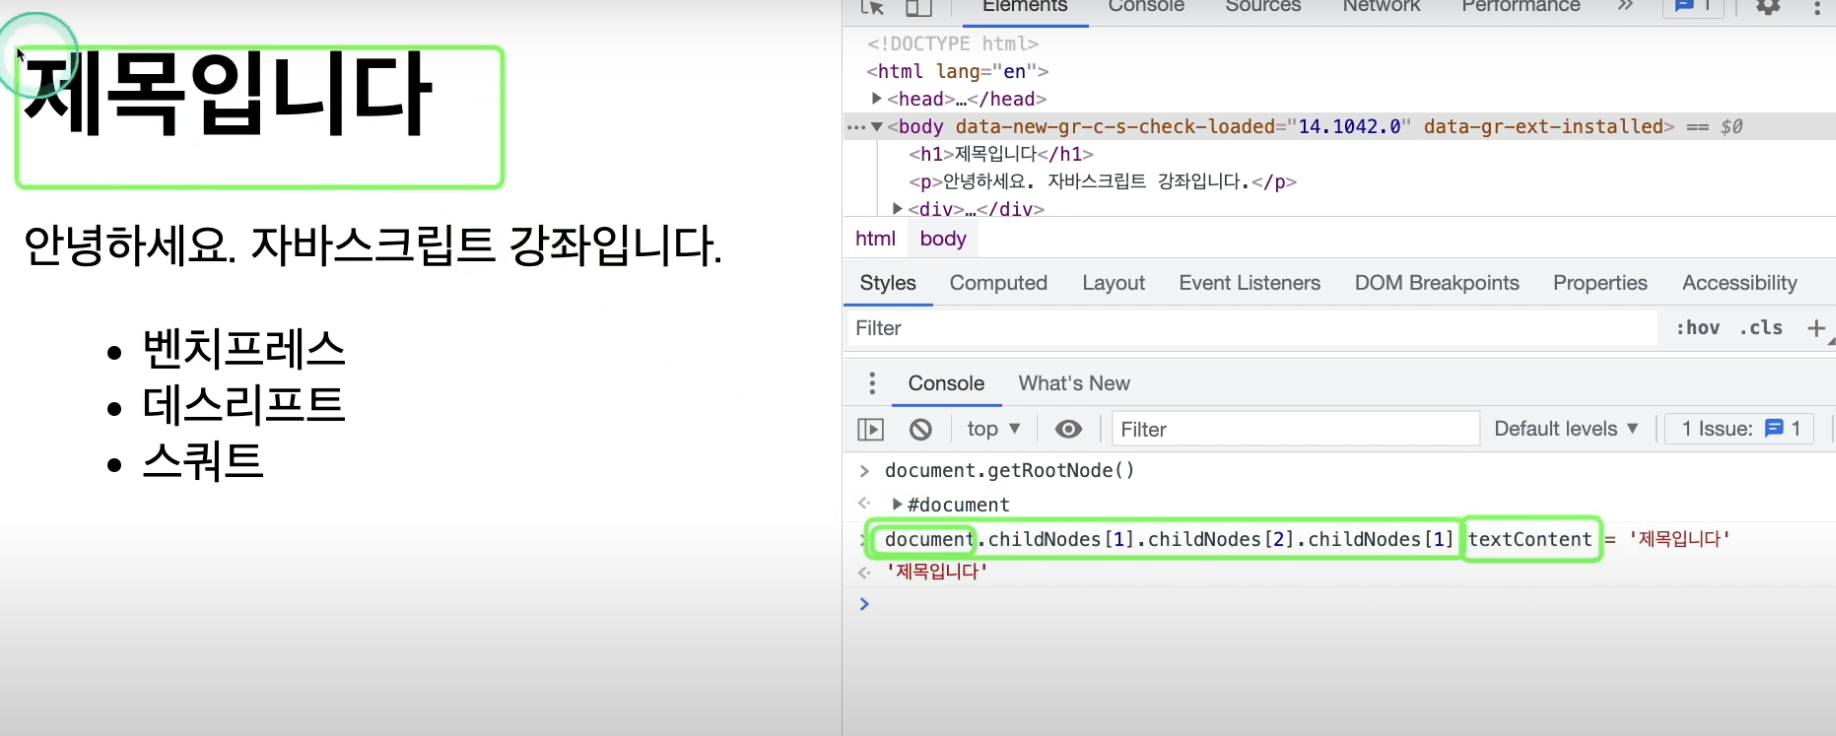 제목입니다
안녕하세요. 자바스크립트 강좌입니다.
• 벤치프레스
• 데스리프트
• 스쿼트
Elements Console Sources Network Performance » 1
<!DOCTYPE html>
<html lang="en">
▶<head>…</head>
…▼<body data-new-gr-c-s-check-loaded="14.1042.0" data-gr-ext-installed> == $0
<h1>제목입니다</h1>
<p>안녕하세요. 자바스크립트 강좌입니다.</p>
▶<div>…</div>
html body
Styles Computed Layout Event Listeners DOM Breakpoints Properties Accessibility
Filter :hov .cls +
Console What's New
top ▼ Filter Default levels ▼ 1 Issue: 1
> document.getRootNode()
<· ▶#document
> document.childNodes[1].childNodes[2].childNodes[1] textContent = '제목입니다'
<· '제목입니다'
>